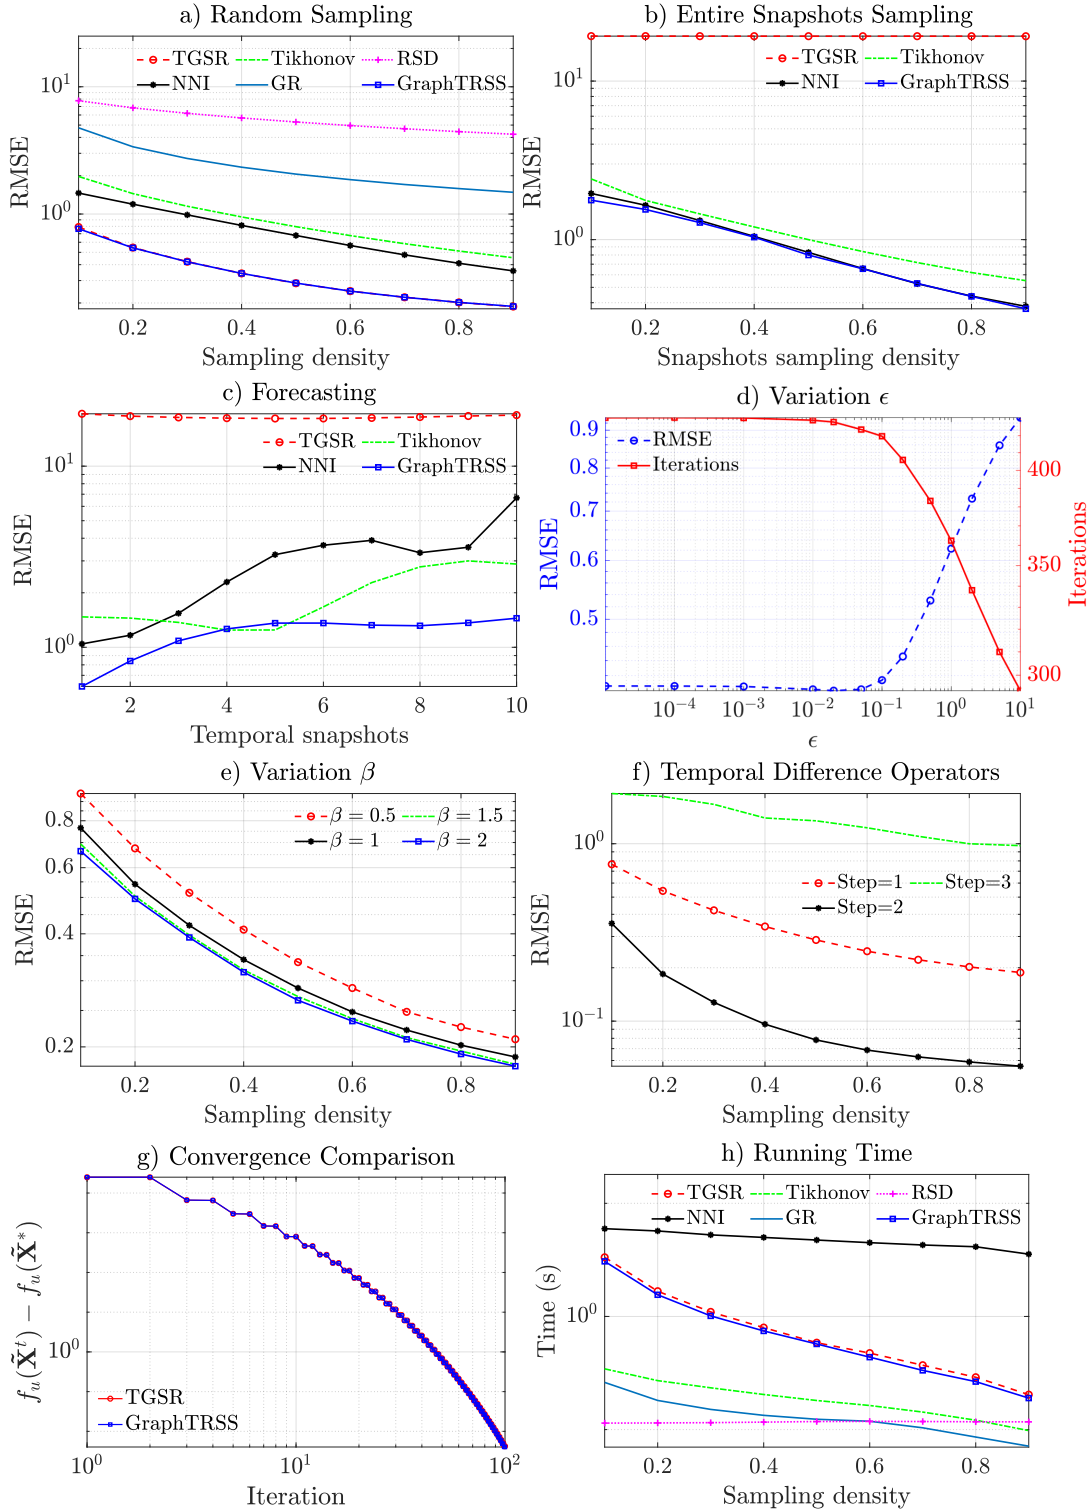 a) Random Sampling
TGSR Tikhonov RSD
NNI GR GraphTRSS
10^1
10^0
RMSE
0.2 0.4 0.6 0.8
Sampling density
b) Entire Snapshots Sampling
TGSR Tikhonov
NNI GraphTRSS
10^1
10^0
RMSE
0.2 0.4 0.6 0.8
Snapshots sampling density
c) Forecasting
TGSR Tikhonov
NNI GraphTRSS
10^1
10^0
RMSE
2 4 6 8 10
Temporal snapshots
d) Variation ϵ
RMSE
Iterations
0.9
0.8
0.7
0.6
0.5
RMSE
400
350
300
Iterations
10^-4 10^-3 10^-2 10^-1 10^0 10^1
ϵ
e) Variation β
β = 0.5 β = 1.5
β = 1 β = 2
0.8
0.6
0.4
0.2
RMSE
0.2 0.4 0.6 0.8
Sampling density
f) Temporal Difference Operators
Step=1 Step=3
Step=2
10^0
10^-1
RMSE
0.2 0.4 0.6 0.8
Sampling density
g) Convergence Comparison
f_u(X̃^t) − f_u(X̃^*)
10^0
TGSR
GraphTRSS
10^0 10^1 10^2
Iteration
h) Running Time
TGSR Tikhonov RSD
NNI GR GraphTRSS
10^0
Time (s)
0.2 0.4 0.6 0.8
Sampling density